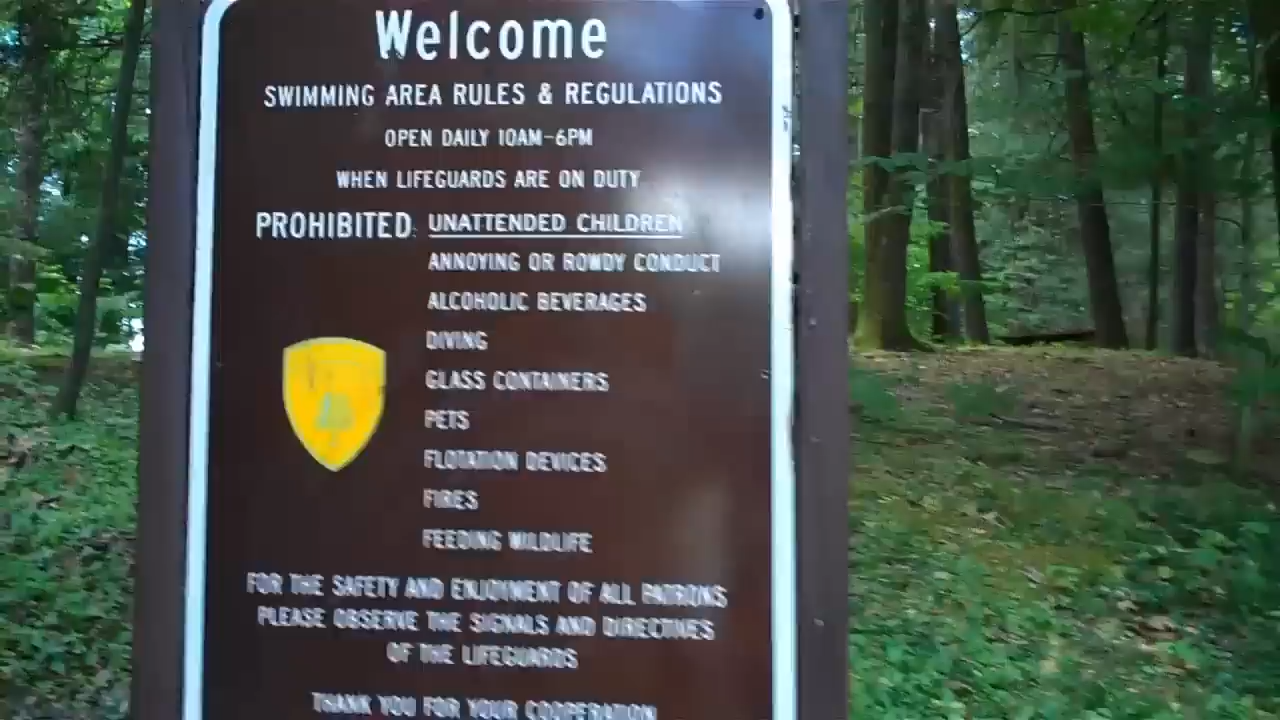 Welcome
SWIMMING AREA RULES & REGULATIONS
OPEN DAILY 10AM-6PM
WHEN LIFEGUARDS ARE ON DUTY
PROHIBITED: UNATTENDED CHILDREN
ANNOYING OR ROWDY CONDUCT
ALCOHOLIC BEVERAGES
DIVING
GLASS CONTAINERS
PETS
FLOTATION DEVICES
FIRES
FEEDING WILDLIFE
FOR THE SAFETY AND ENJOYMENT OF ALL PATRONS
PLEASE OBSERVE THE SIGNALS AND DIRECTIVES
OF THE LIFEGUARDS
THANK YOU FOR YOUR COOPERATION